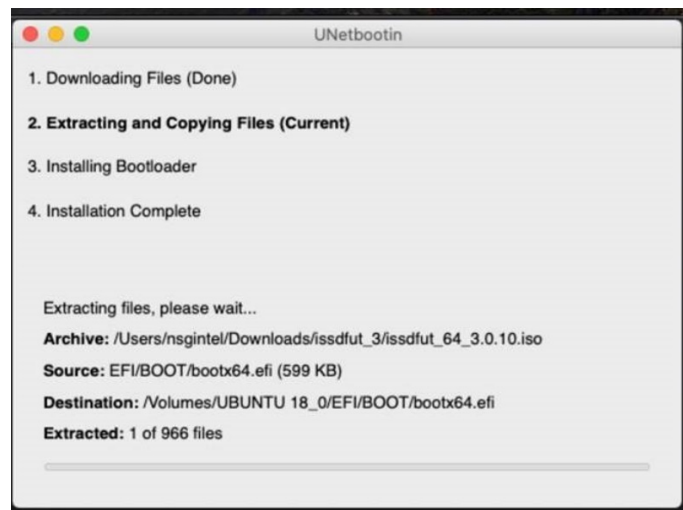 UNetbootin
1. Downloading Files (Done)
2. Extracting and Copying Files (Current)
3. Installing Bootloader
4. Installation Complete
Extracting files, please wait...
Archive: /Users/nsgintel/Downloads/issdfut_3/issdfut_64_3.0.10.iso
Source: EFI/BOOT/bootx64.efi (599 KB)
Destination: /Volumes/UBUNTU 18_0/EFI/BOOT/bootx64.efi
Extracted: 1 of 966 files